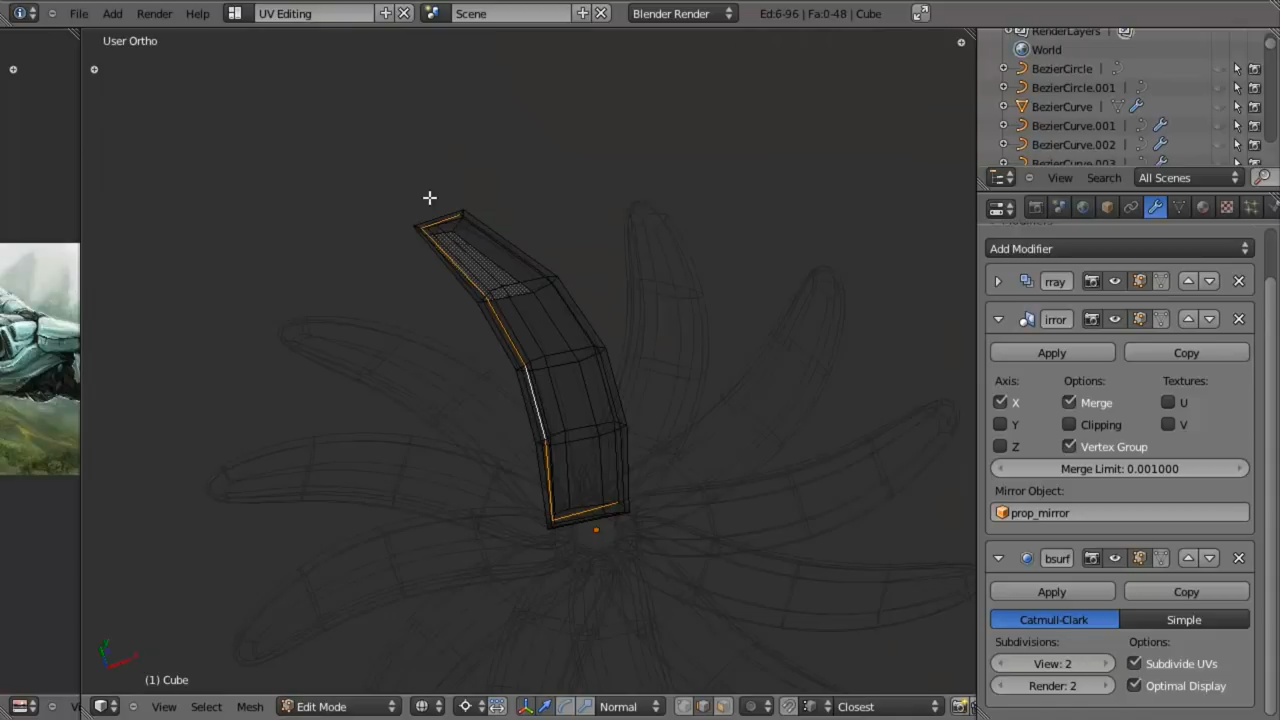 File Add Render Help UV Editing Scene Blender Render Ed:6-96 | Fa:0-48 | Cube
User Ortho
RenderLayers |
World
BezierCircle |
BezierCircle.001 |
BezierCurve |
BezierCurve.001 |
BezierCurve.002 |
BezierCurve.003 |
View Search All Scenes
Add Modifier
rray
irror
Apply Copy
Axis: Options: Textures:
X Merge U
Y Clipping V
Z Vertex Group
Merge Limit: 0.001000
Mirror Object:
prop_mirror
bsurf
Apply Copy
Catmull-Clark Simple
Subdivisions: Options:
View: 2 Subdivide UVs
Render: 2 Optimal Display
(1) Cube
Vi View Select Mesh Edit Mode Normal Closest